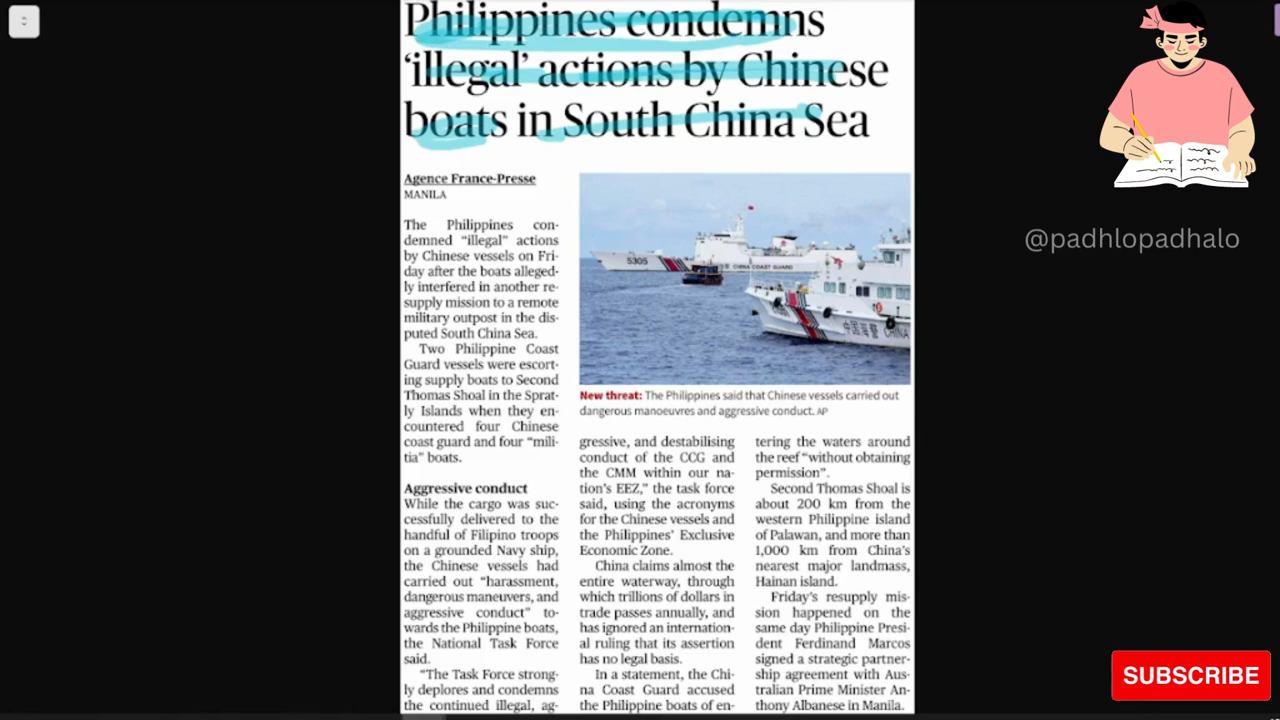 Philippines condemns
‘illegal’ actions by Chinese
boats in South China Sea
Agence France-Presse
MANILA
The Philippines con-
demned “illegal” actions
by Chinese vessels on Fri-
day after the boats alleged-
ly interfered in another re-
supply mission to a remote
military outpost in the dis-
puted South China Sea.
Two Philippine Coast
Guard vessels were escort-
ing supply boats to Second
Thomas Shoal in the Sprat-
ly Islands when they en-
countered four Chinese
coast guard and four “mili-
tia” boats.
Aggressive conduct
While the cargo was suc-
cessfully delivered to the
handful of Filipino troops
on a grounded Navy ship,
the Chinese vessels had
carried out “harassment,
dangerous maneuvers, and
aggressive conduct” to-
wards the Philippine boats,
the National Task Force
said.
“The Task Force strong-
ly deplores and condemns
the continued illegal, ag-
5305
CHINA COAST GUARD
中国海警 CHINA
New threat: The Philippines said that Chinese vessels carried out
dangerous manoeuvres and aggressive conduct. AP
gressive, and destabilising
conduct of the CCG and
the CMM within our na-
tion’s EEZ,” the task force
said, using the acronyms
for the Chinese vessels and
the Philippines’ Exclusive
Economic Zone.
China claims almost the
entire waterway, through
which trillions of dollars in
trade passes annually, and
has ignored an internation-
al ruling that its assertion
has no legal basis.
In a statement, the Chi-
na Coast Guard accused
the Philippine boats of en-
tering the waters around
the reef “without obtaining
permission”.
Second Thomas Shoal is
about 200 km from the
western Philippine island
of Palawan, and more than
1,000 km from China’s
nearest major landmass,
Hainan island.
Friday’s resupply mis-
sion happened on the
same day Philippine Presi-
dent Ferdinand Marcos
signed a strategic partner-
ship agreement with Aus-
tralian Prime Minister An-
thony Albanese in Manila.
@padhlopadhalo
SUBSCRIBE